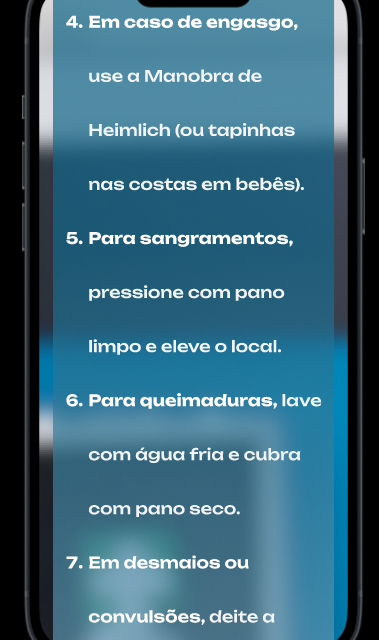 4. Em caso de engasgo,
use a Manobra de
Heimlich (ou tapinhas
nas costas em bebês).
5. Para sangramentos,
pressione com pano
limpo e eleve o local.
6. Para queimaduras, lave
com água fria e cubra
com pano seco.
7. Em desmaios ou
convulsões, deite a